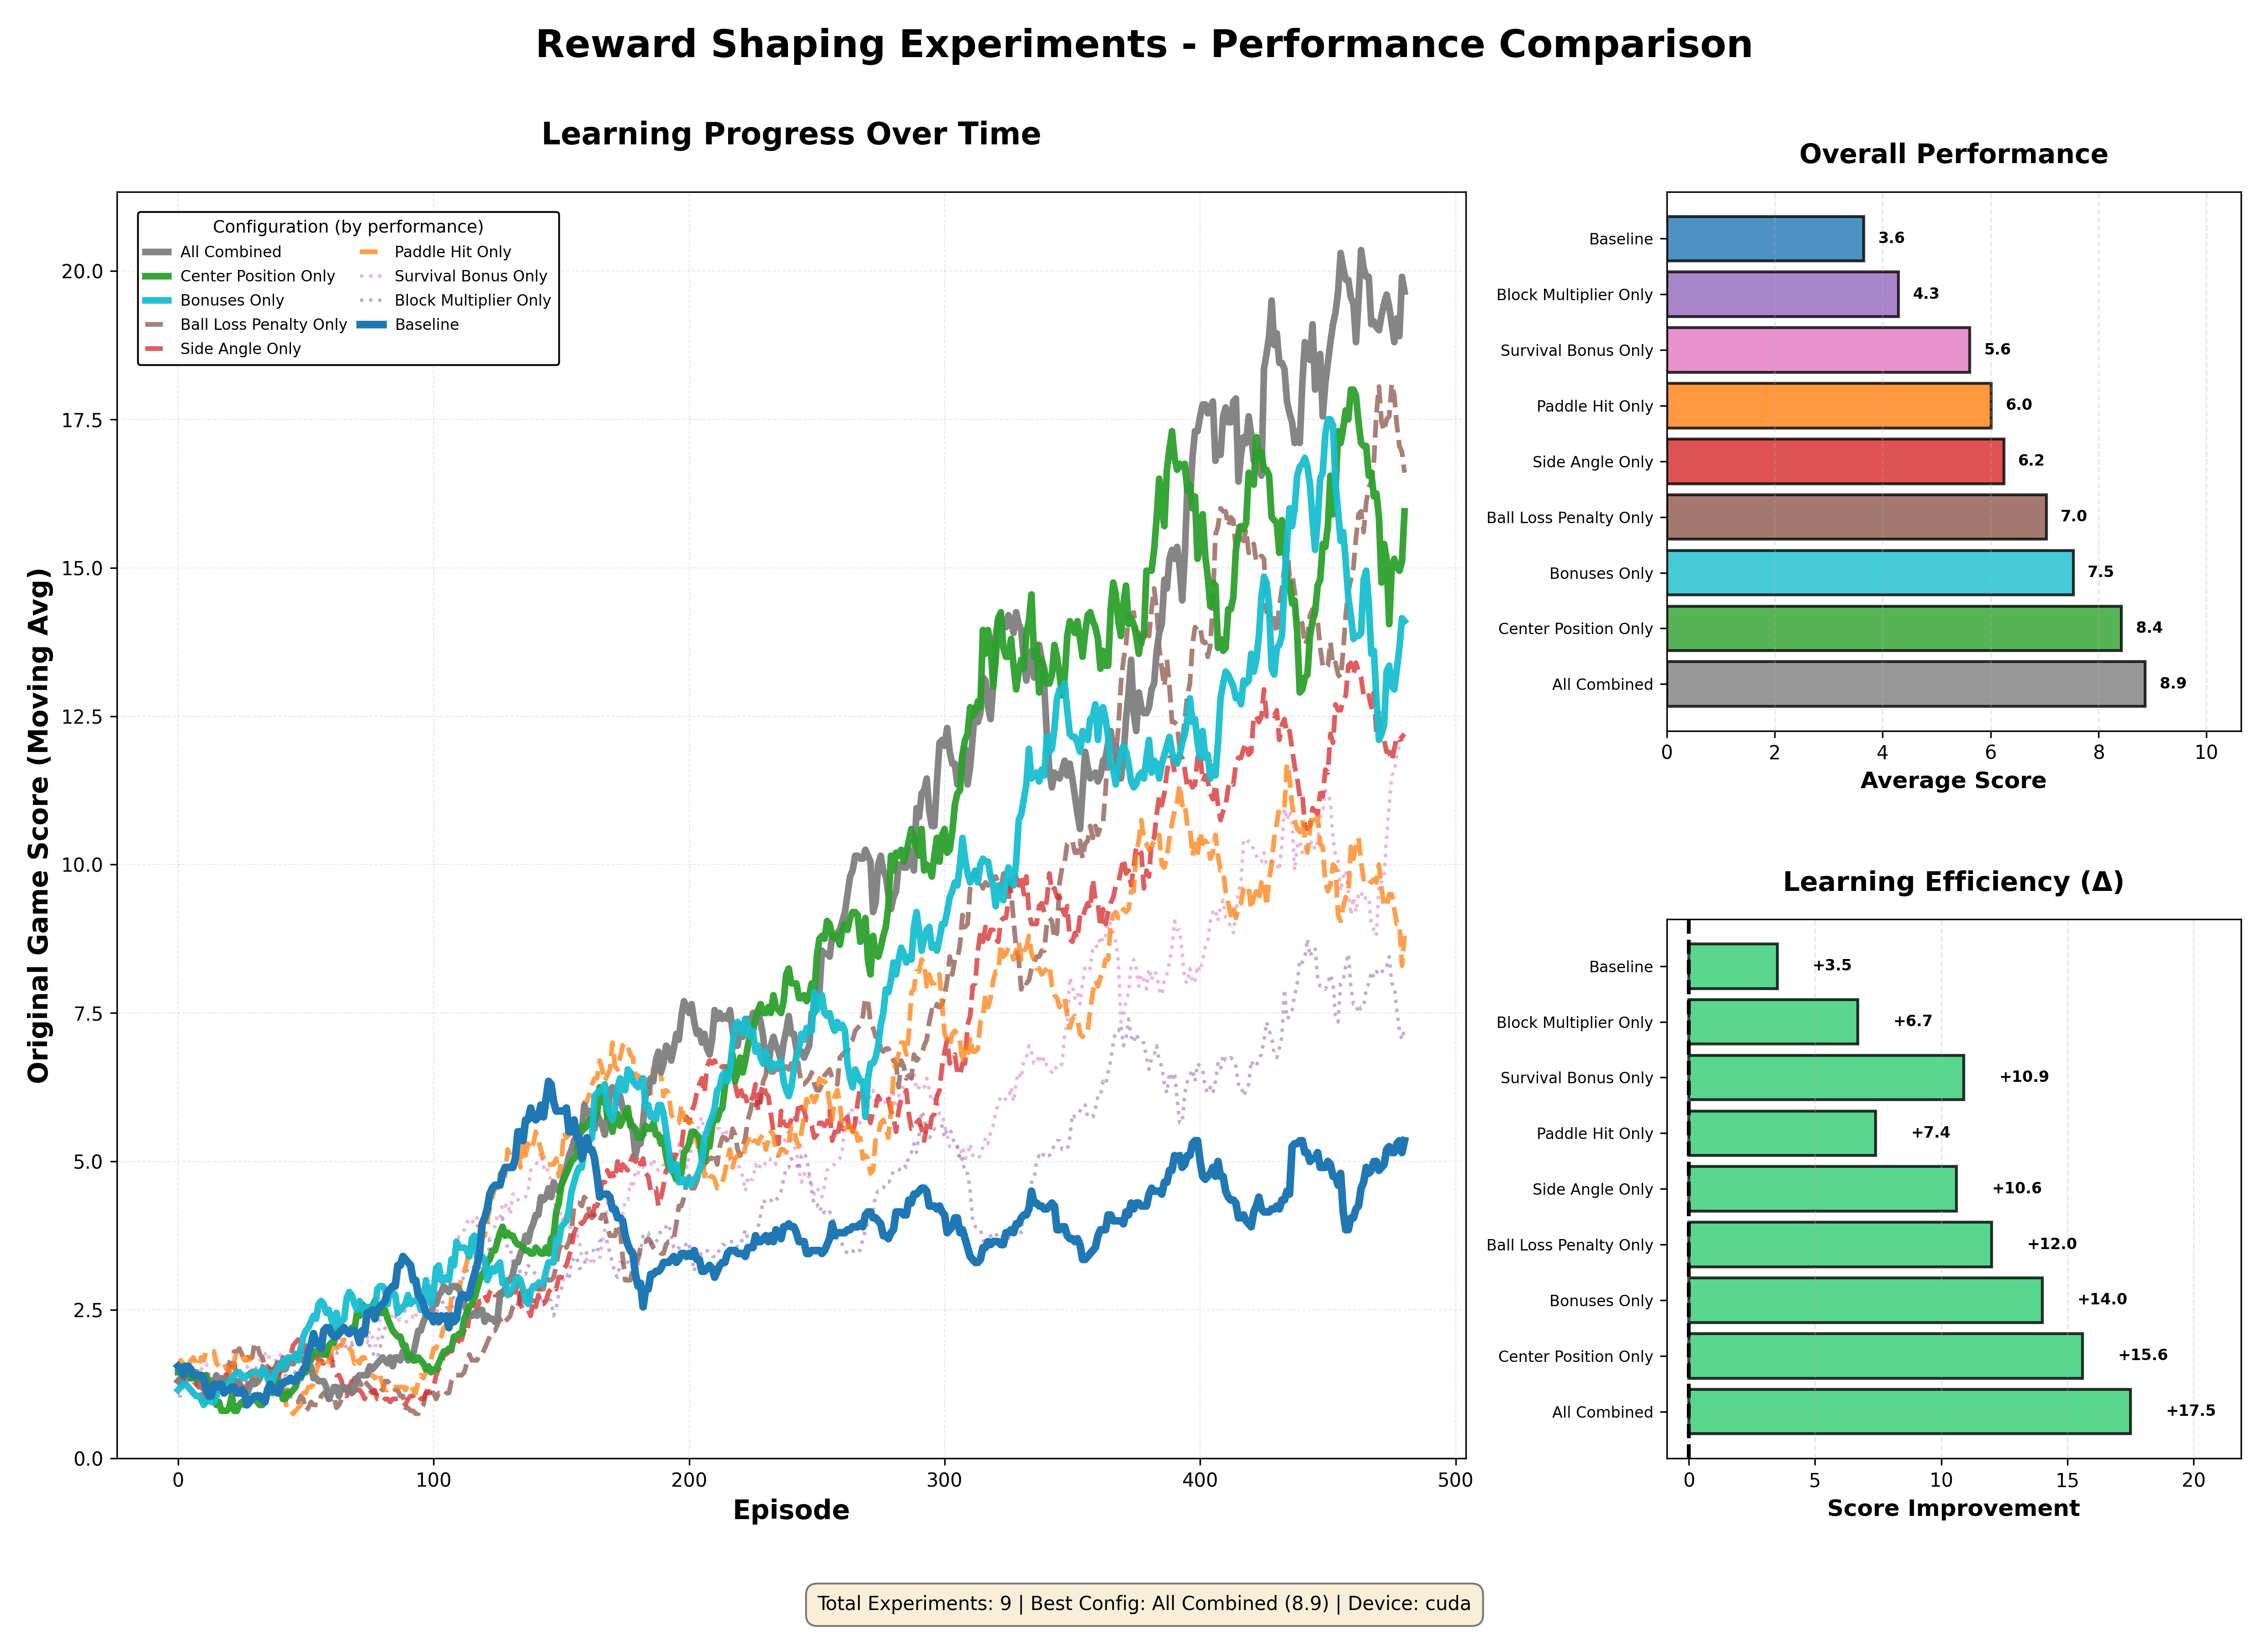 Reward Shaping Experiments - Performance Comparison
Learning Progress Over Time
Original Game Score (Moving Avg)
20.0
17.5
15.0
12.5
10.0
7.5
5.0
2.5
0.0
Configuration (by performance)
All Combined
Center Position Only
Bonuses Only
Ball Loss Penalty Only
Side Angle Only
Paddle Hit Only
Survival Bonus Only
Block Multiplier Only
Baseline
0 100 200 300 400 500
Episode
Overall Performance
Baseline 3.6
Block Multiplier Only 4.3
Survival Bonus Only 5.6
Paddle Hit Only 6.0
Side Angle Only 6.2
Ball Loss Penalty Only 7.0
Bonuses Only 7.5
Center Position Only 8.4
All Combined 8.9
0 2 4 6 8 10
Average Score
Learning Efficiency (Δ)
Baseline +3.5
Block Multiplier Only +6.7
Survival Bonus Only +10.9
Paddle Hit Only +7.4
Side Angle Only +10.6
Ball Loss Penalty Only +12.0
Bonuses Only +14.0
Center Position Only +15.6
All Combined +17.5
0 5 10 15 20
Score Improvement
Total Experiments: 9 | Best Config: All Combined (8.9) | Device: cuda